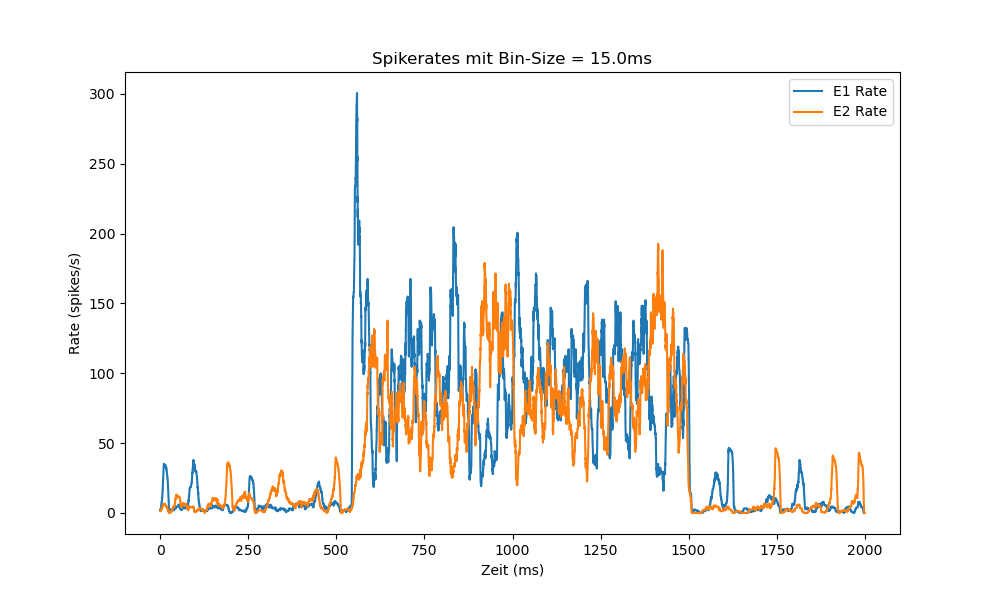 Spikerates mit Bin-Size = 15.0ms
E1 Rate
E2 Rate
300
250
200
150
100
50
0
Rate (spikes/s)
0 250 500 750 1000 1250 1500 1750 2000
Zeit (ms)